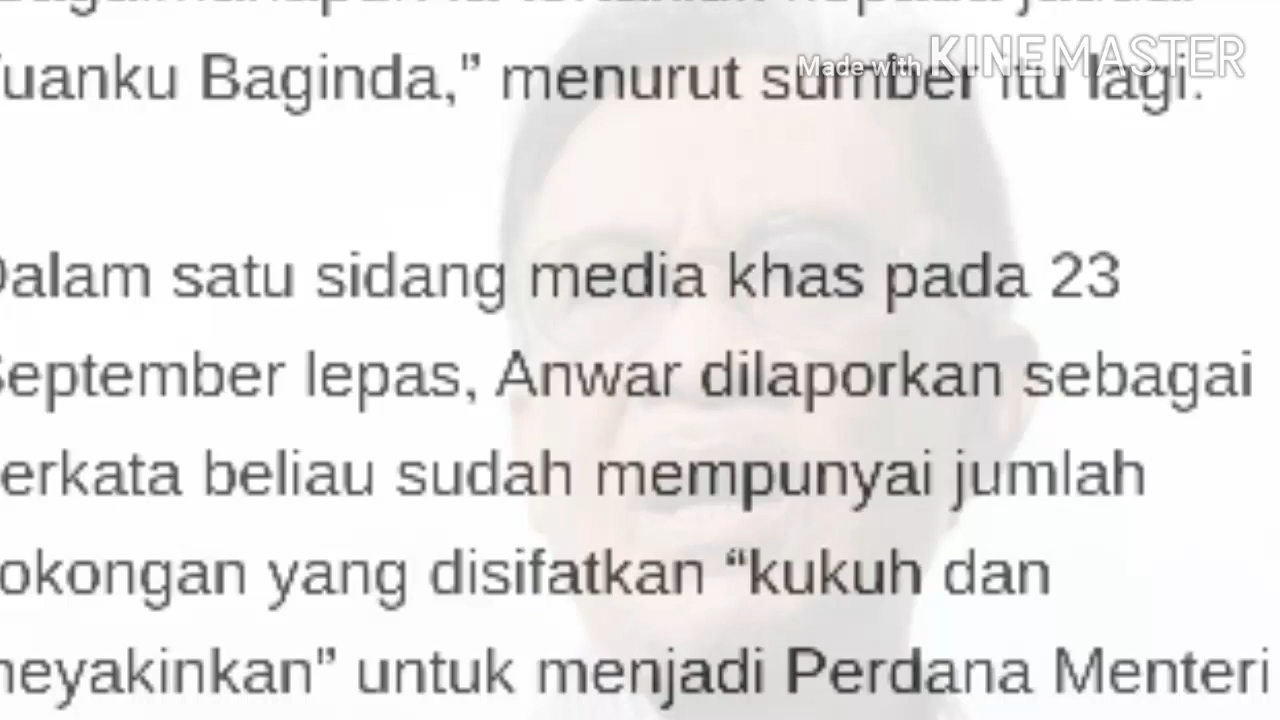 Made with KINEMASTER
Tuanku Baginda,” menurut sumber itu lagi.
Dalam satu sidang media khas pada 23
September lepas, Anwar dilaporkan sebagai
berkata beliau sudah mempunyai jumlah
sokongan yang disifatkan “kukuh dan
meyakinkan” untuk menjadi Perdana Menteri